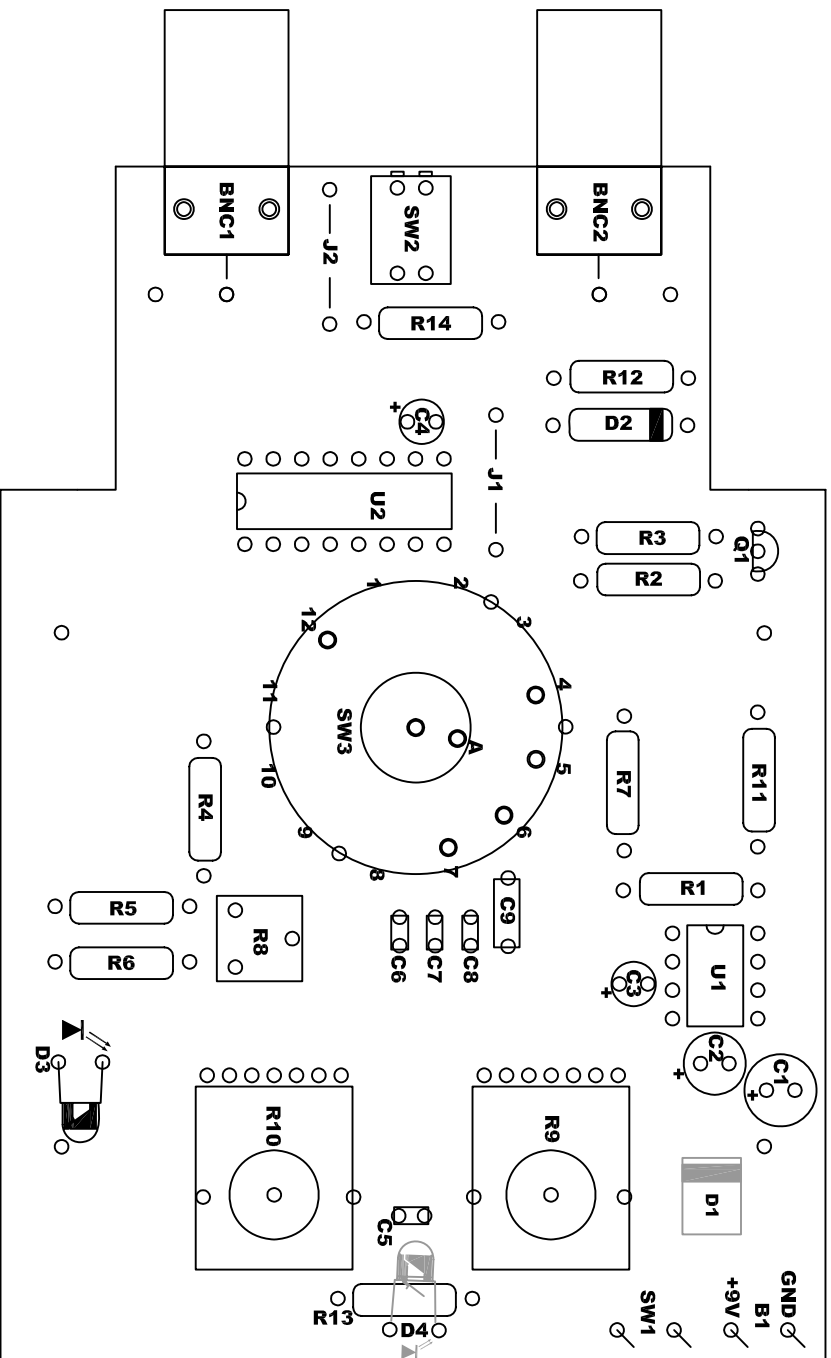 BNC1
BNC2
SW2
J2
R14
R12
+
C4
D2
J1
U2
R3
Q1
R2
1
2
3
12
4
11
SW3
A
5
10
R4
R7
R11
6
9
7
8
R1
R5
C9
R8
R6
C6
C7
C8
C3
+
U1
D3
C2
+
C1
+
R10
R9
D1
C5
R13
D4
SW1
+9V
B1
GND